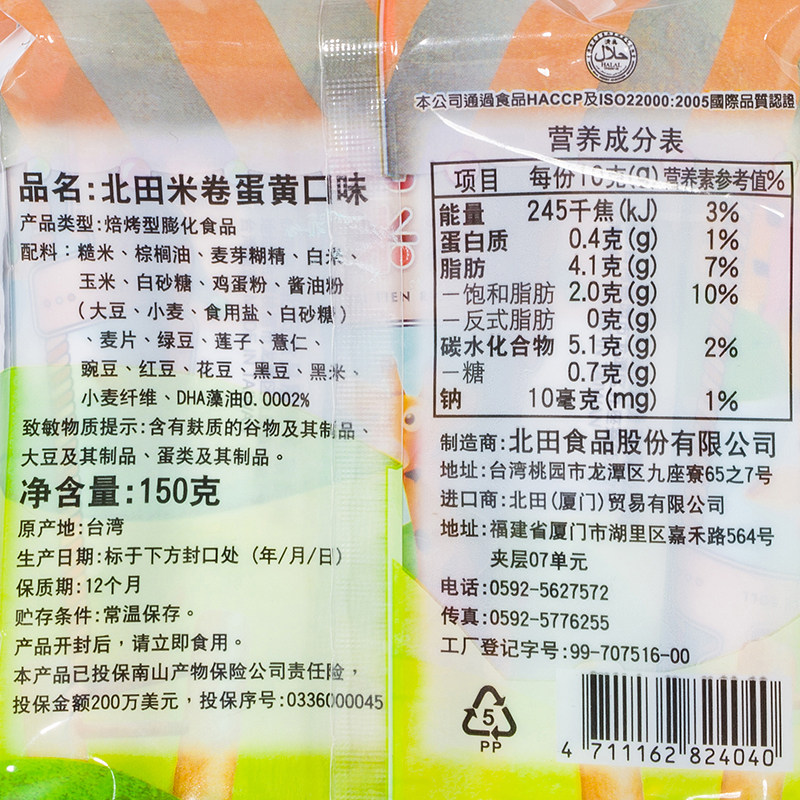 品名:北田米卷蛋黄口味
产品类型:焙烤型膨化食品
配料：糙米、棕榈油、麦芽糊精、白米、
玉米、白砂糖、鸡蛋粉、酱油粉
(大豆、小麦、食用盐、白砂糖)
、麦片、绿豆、莲子、薏仁、
豌豆、红豆、花豆、黑豆、黑米、
小麦纤维、DHA藻油0.0002%
致敏物质提示:含有麸质的谷物及其制品、
大豆及其制品、蛋类及其制品。
净含量:150克
原产地:台湾
生产日期:标于下方封口处 (年/月/日)
保质期:12个月
贮存条件:常温保存。
产品开封后，请立即食用。
本产品已投保南山产物保险公司责任险，
投保金额200万美元，投保序号:0336000045
HALAL
本公司通過食品HACCP及ISO22000:2005國際品質認證
营养成分表
项目 每份10克(g) 营养素参考值%
能量 245千焦(kJ) 3%
蛋白质 0.4克(g) 1%
脂肪 4.1克(g) 7%
—饱和脂肪 2.0克(g) 10%
—反式脂肪 0克(g)
碳水化合物 5.1克(g) 2%
—糖 0.7克(g)
钠 10毫克(mg) 1%
制造商:北田食品股份有限公司
地址:台湾桃园市龙潭区九座寮65之7号
进口商:北田(厦门)贸易有限公司
地址:福建省厦门市湖里区嘉禾路564号
夹层07单元
电话:0592-5627572
传真:0592-5776255
工厂登记字号:99-707516-00
5
PP
4 711162 824040